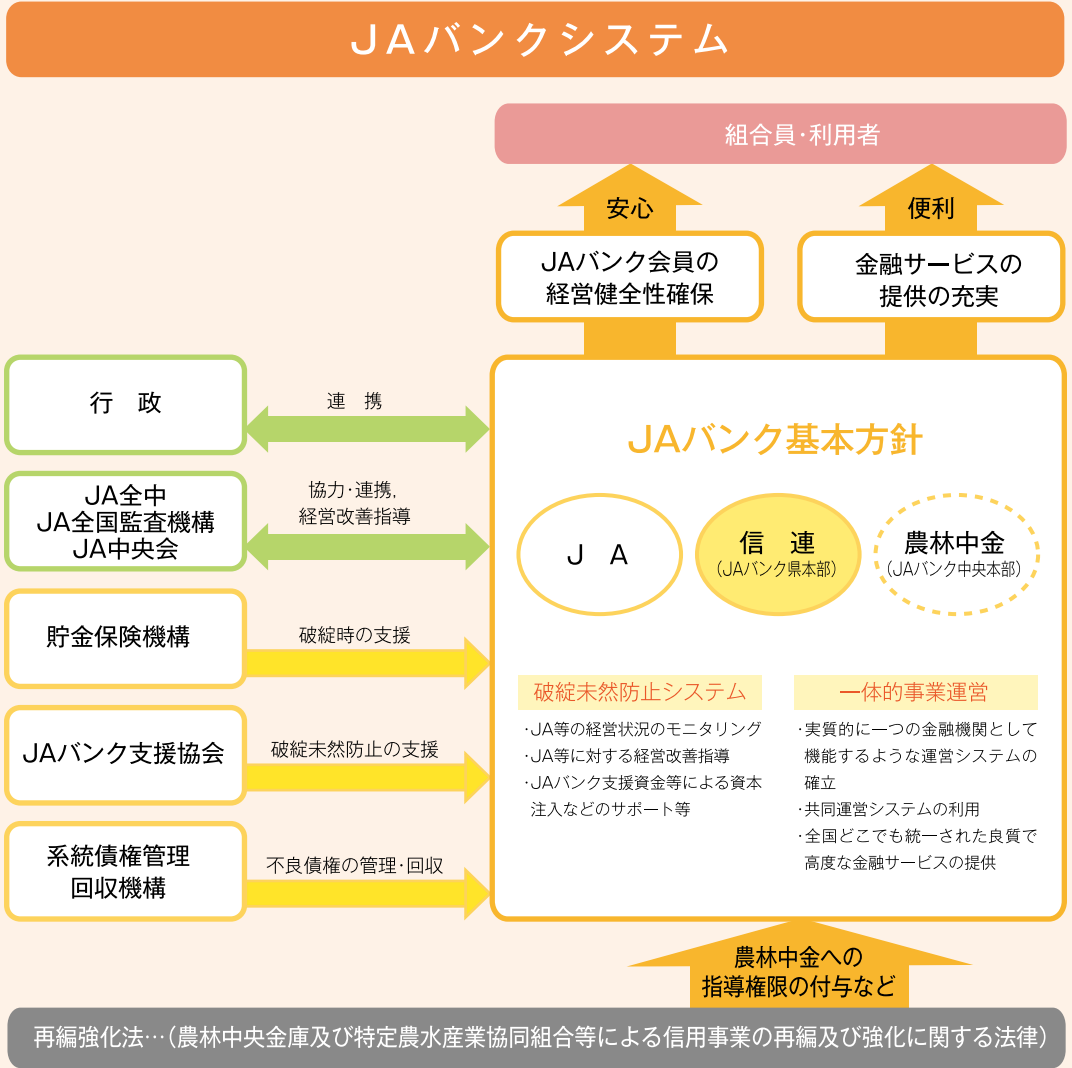 JAバンクシステム
組合員・利用者
安心
便利
JAバンク会員の
経営健全性確保
金融サービスの
提供の充実
行　政
連　携
JA全中
JA全国監査機構
JA中央会
協力・連携,
経営改善指導
貯金保険機構
破綻時の支援
JAバンク支援協会
破綻未然防止の支援
系統債権管理
回収機構
不良債権の管理・回収
JAバンク基本方針
J　A
信　連
(JAバンク県本部)
農林中金
(JAバンク中央本部)
破綻未然防止システム
・JA等の経営状況のモニタリング
・JA等に対する経営改善指導
・JAバンク支援資金等による資本
注入などのサポート等
一体的事業運営
・実質的に一つの金融機関として
機能するような運営システムの
確立
・共同運営システムの利用
・全国どこでも統一された良質で
高度な金融サービスの提供
農林中金への
指導権限の付与など
再編強化法…(農林中央金庫及び特定農水産業協同組合等による信用事業の再編及び強化に関する法律)